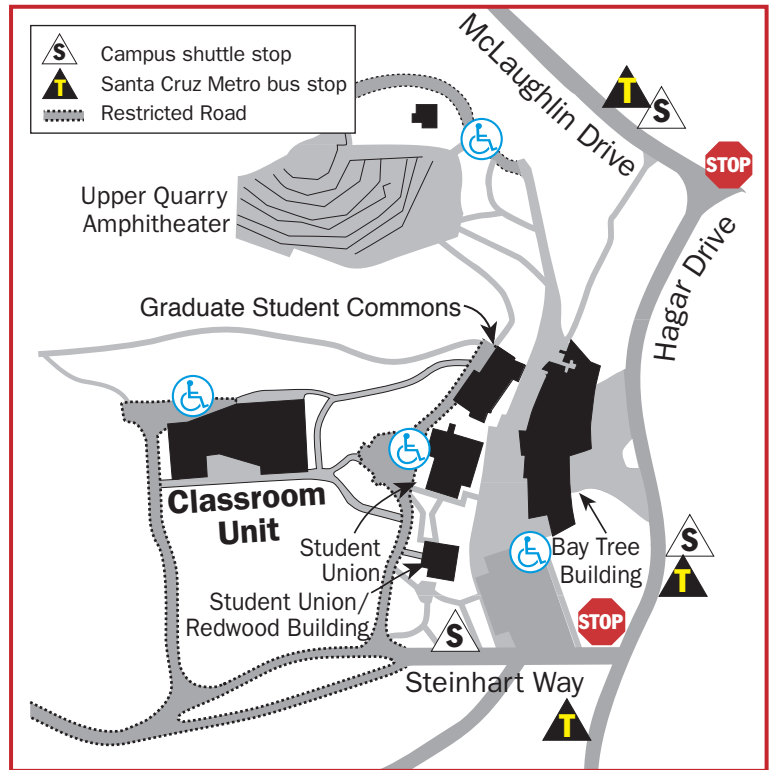 S Campus shuttle stop
T Santa Cruz Metro bus stop
Restricted Road
McLaughlin Drive
T
S
STOP
Upper Quarry
Amphitheater
Hagar Drive
Graduate Student Commons
Classroom
Unit
Student
Union
Student Union/
Redwood Building
Bay Tree
Building
S
T
STOP
S
Steinhart Way
T